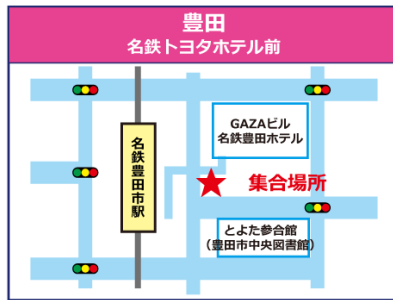 豊田
名鉄トヨタホテル前
GAZAビル
名鉄豊田ホテル
名鉄豊田市駅
集合場所
とよた参合館
（豊田市中央図書館）